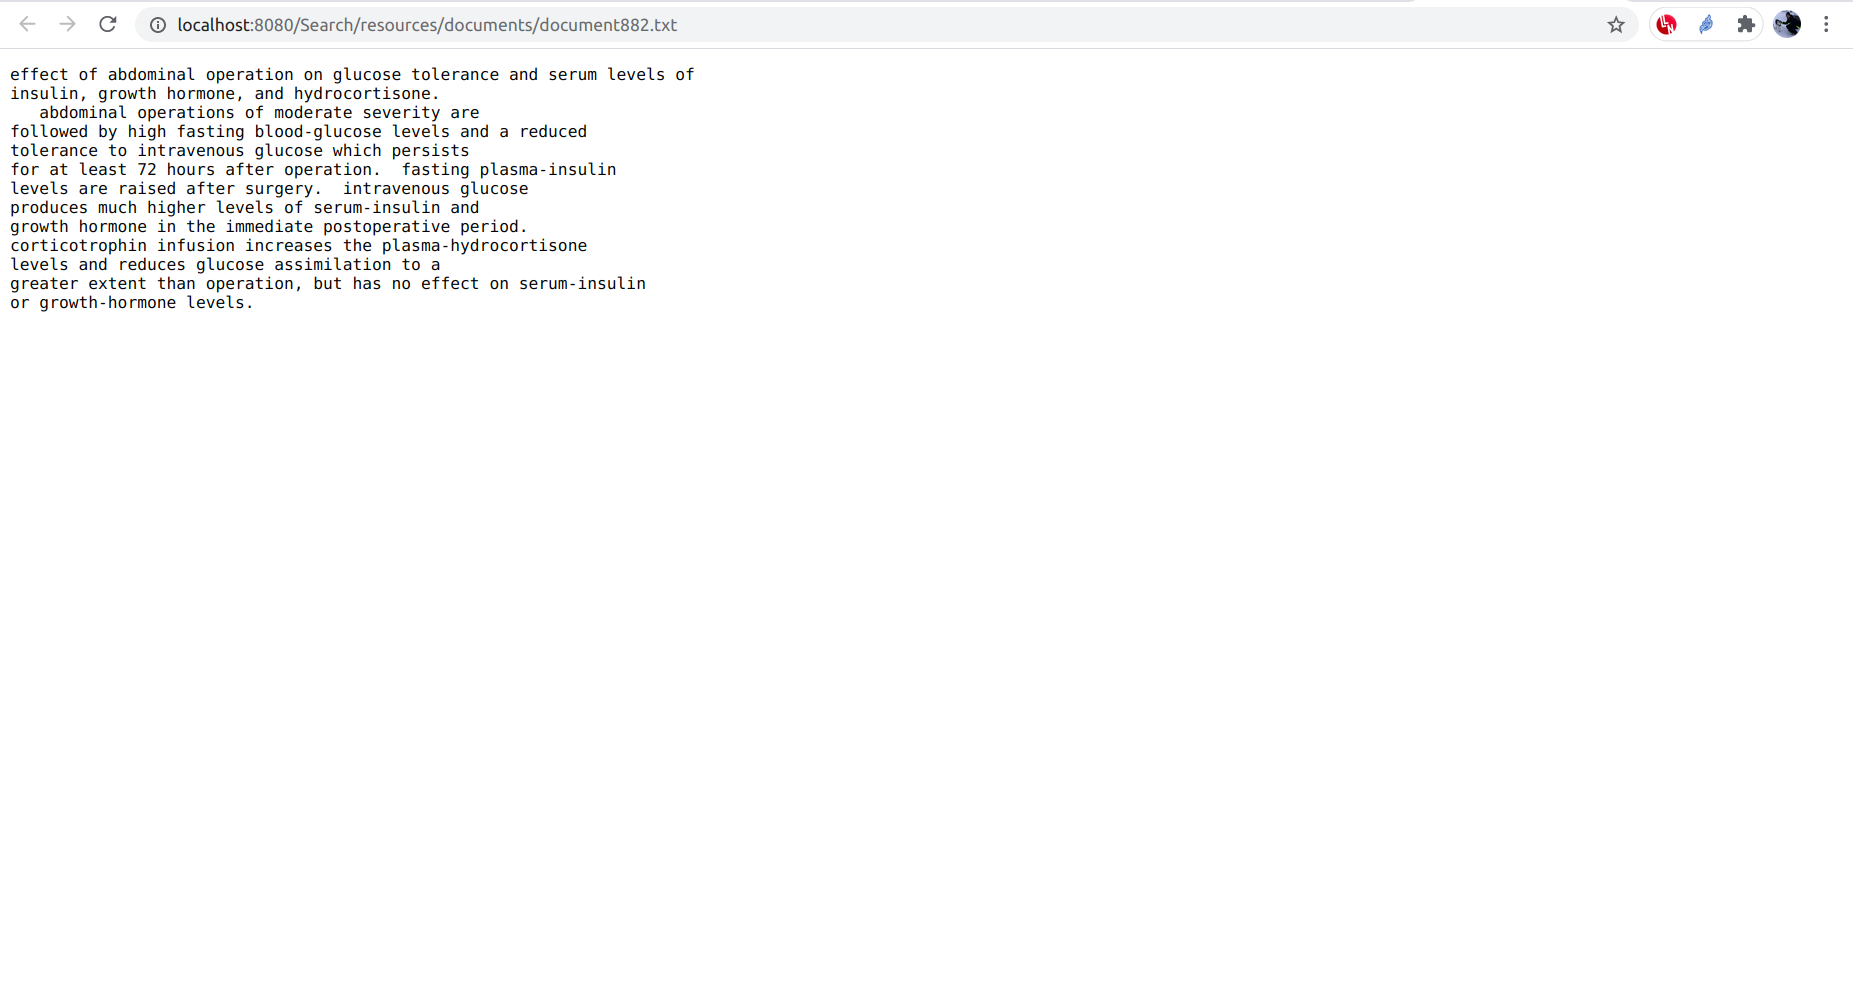 localhost:8080/Search/resources/documents/document882.txt
effect of abdominal operation on glucose tolerance and serum levels of
insulin, growth hormone, and hydrocortisone.
   abdominal operations of moderate severity are
followed by high fasting blood-glucose levels and a reduced
tolerance to intravenous glucose which persists
for at least 72 hours after operation.  fasting plasma-insulin
levels are raised after surgery.  intravenous glucose
produces much higher levels of serum-insulin and
growth hormone in the immediate postoperative period.
corticotrophin infusion increases the plasma-hydrocortisone
levels and reduces glucose assimilation to a
greater extent than operation, but has no effect on serum-insulin
or growth-hormone levels.